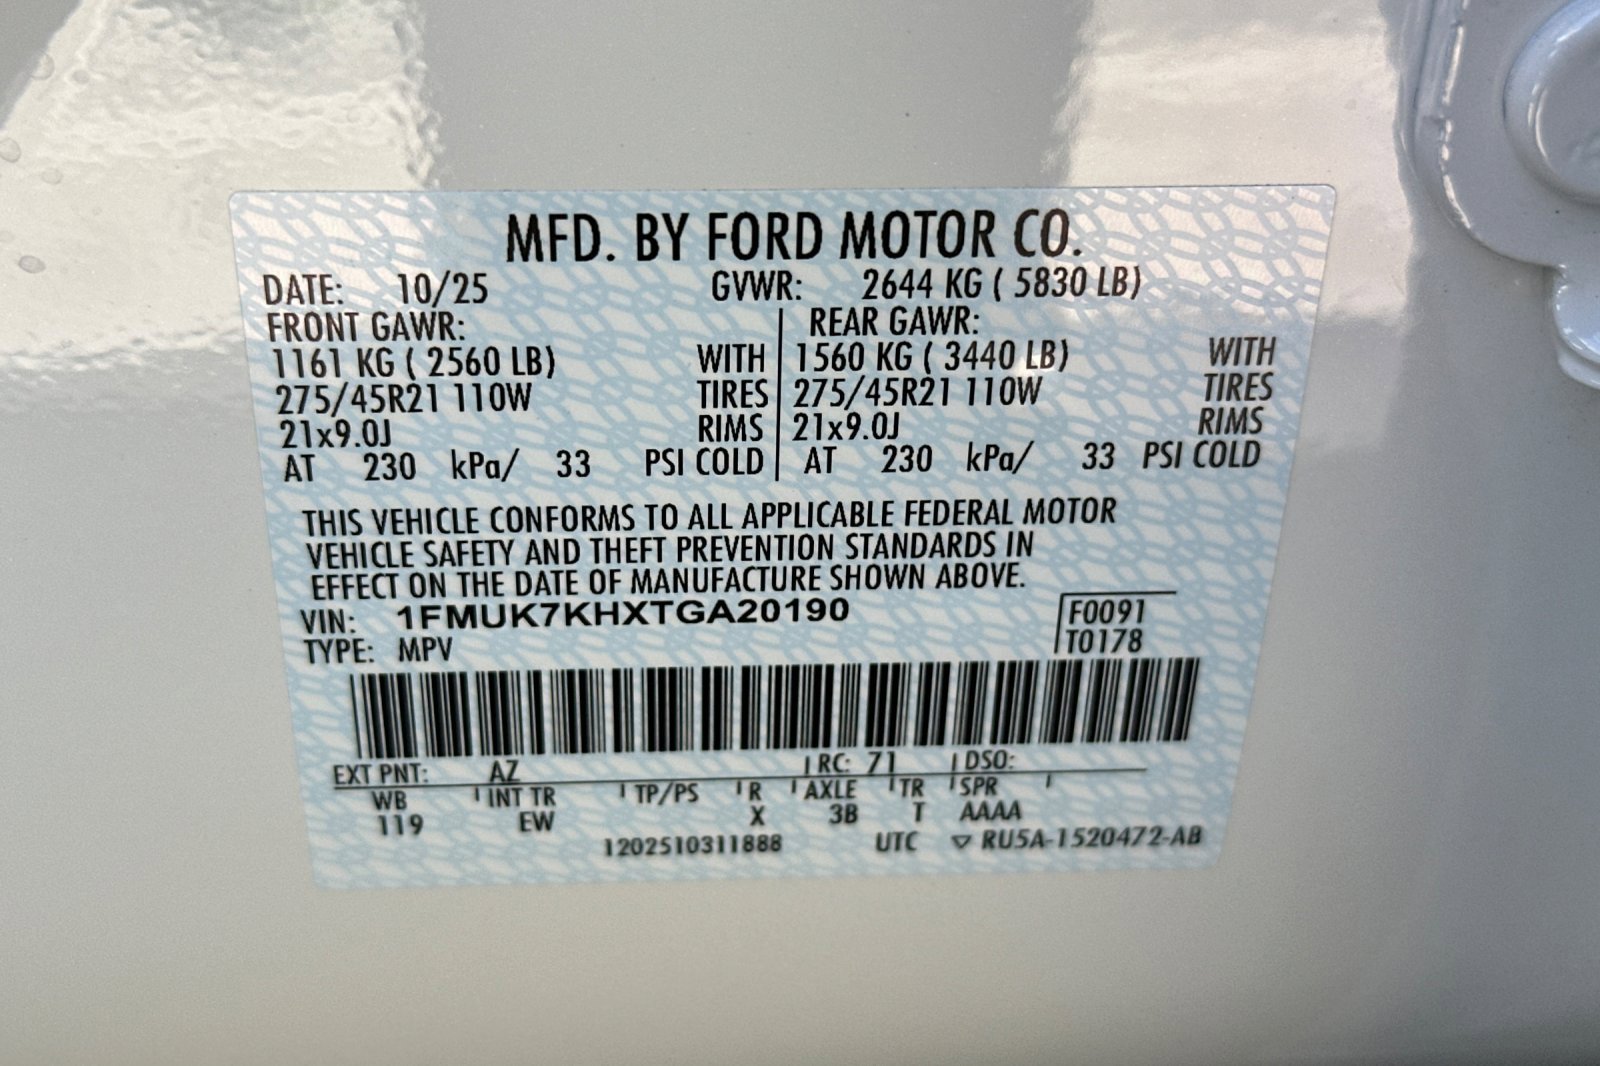 MFD. BY FORD MOTOR CO.
DATE: 10/25 GVWR: 2644 KG ( 5830 LB)
FRONT GAWR: REAR GAWR:
1161 KG ( 2560 LB) WITH 1560 KG ( 3440 LB) WITH
275/45R21 110W TIRES 275/45R21 110W TIRES
21x9.0J RIMS 21x9.0J RIMS
AT 230 kPa/ 33 PSI COLD AT 230 kPa/ 33 PSI COLD
THIS VEHICLE CONFORMS TO ALL APPLICABLE FEDERAL MOTOR
VEHICLE SAFETY AND THEFT PREVENTION STANDARDS IN
EFFECT ON THE DATE OF MANUFACTURE SHOWN ABOVE.
VIN: 1FMUK7KHXTGA20190 F0091
TYPE: MPV T0178
EXT PNT: AZ RC: 71 DSO:
WB INT TR TP/PS R AXLE TR SPR
119 EW X 3B T AAAA
1202510311888 UTC ▽ RU5A-1520472-AB